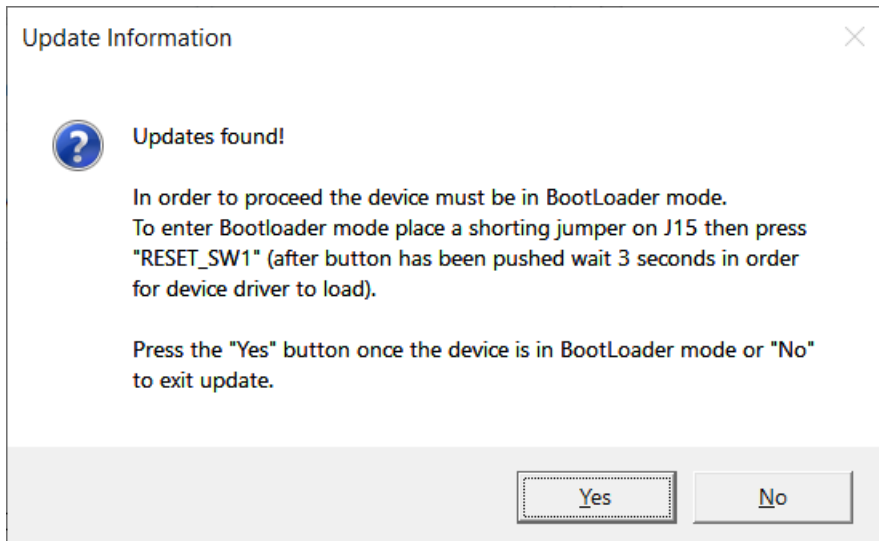 Update Information
Updates found!
In order to proceed the device must be in BootLoader mode.
To enter Bootloader mode place a shorting jumper on J15 then press
"RESET_SW1" (after button has been pushed wait 3 seconds in order
for device driver to load).
Press the "Yes" button once the device is in BootLoader mode or "No"
to exit update.
Yes
No